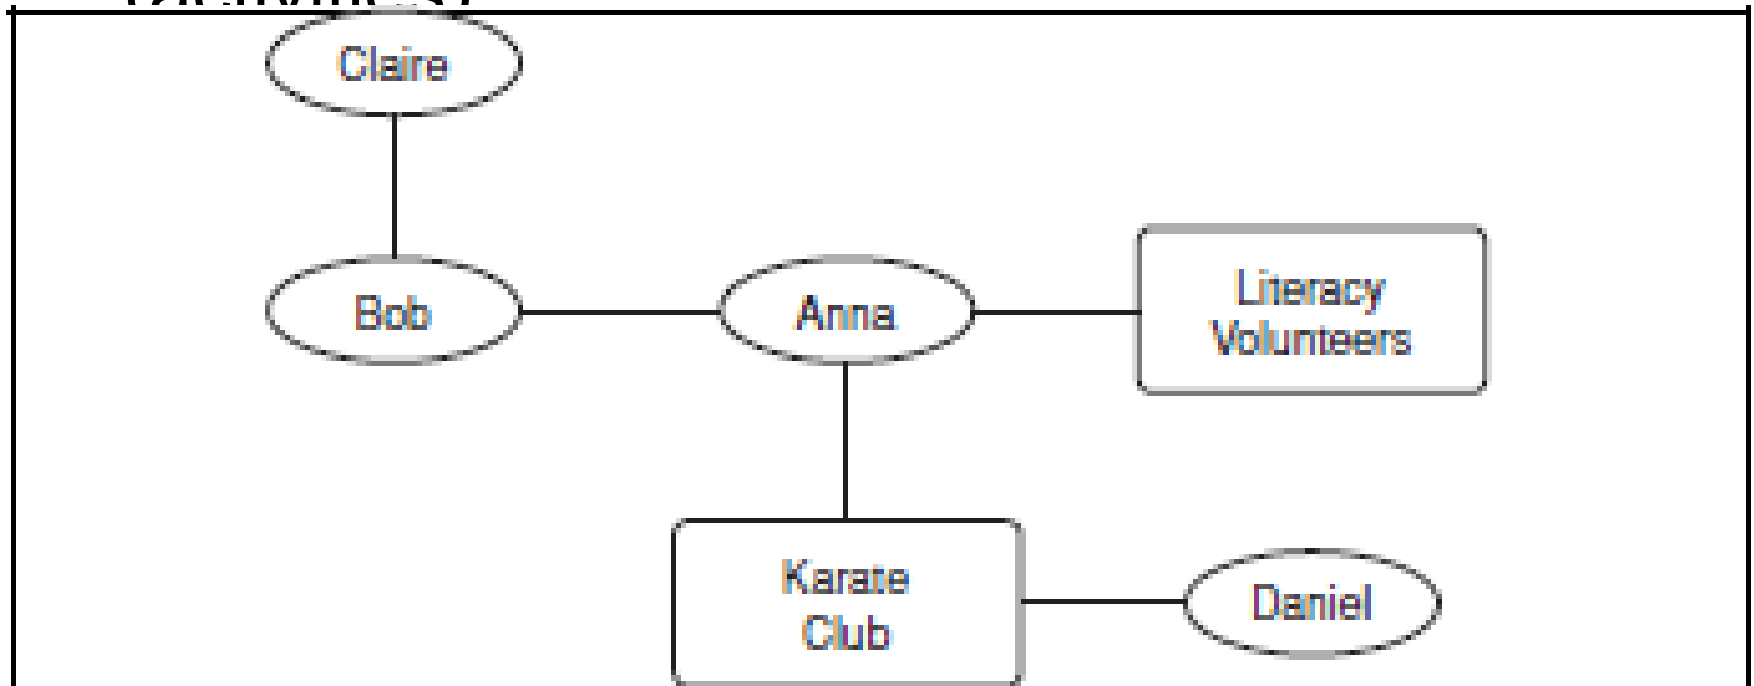 Claire
Bob
Anna
Literacy
Volunteers
Karate
Club
Daniel